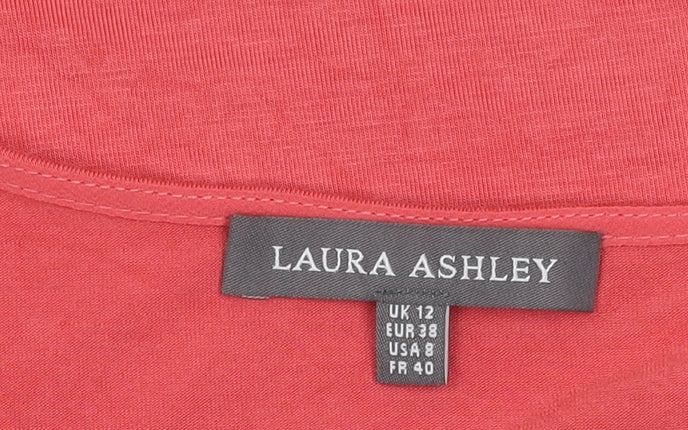 LAURA ASHLEY
UK 12
EUR 38
USA 8
FR 40